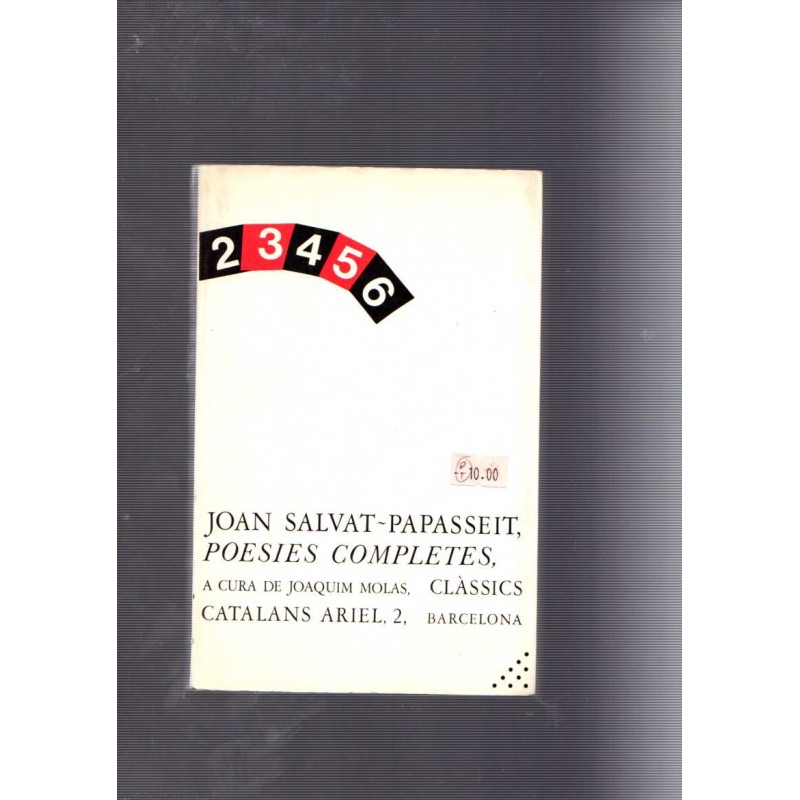 23456
10.00
JOAN SALVAT~PAPASSEIT,
POESIES COMPLETES,
A CURA DE JOAQUIM MOLAS, CLÀSSICS
CATALANS ARIEL, 2, BARCELONA